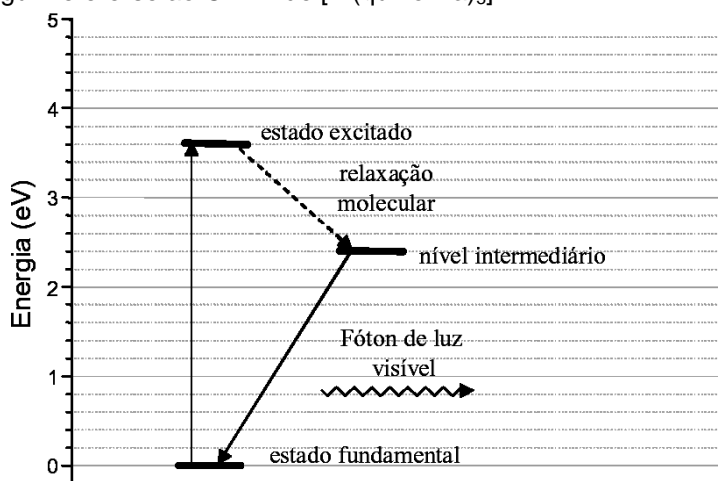 5
estado excitado
4
relaxação
molecular
3
nível intermediário
2
Fóton de luz
visível
1
estado fundamental
0
Energia (eV)